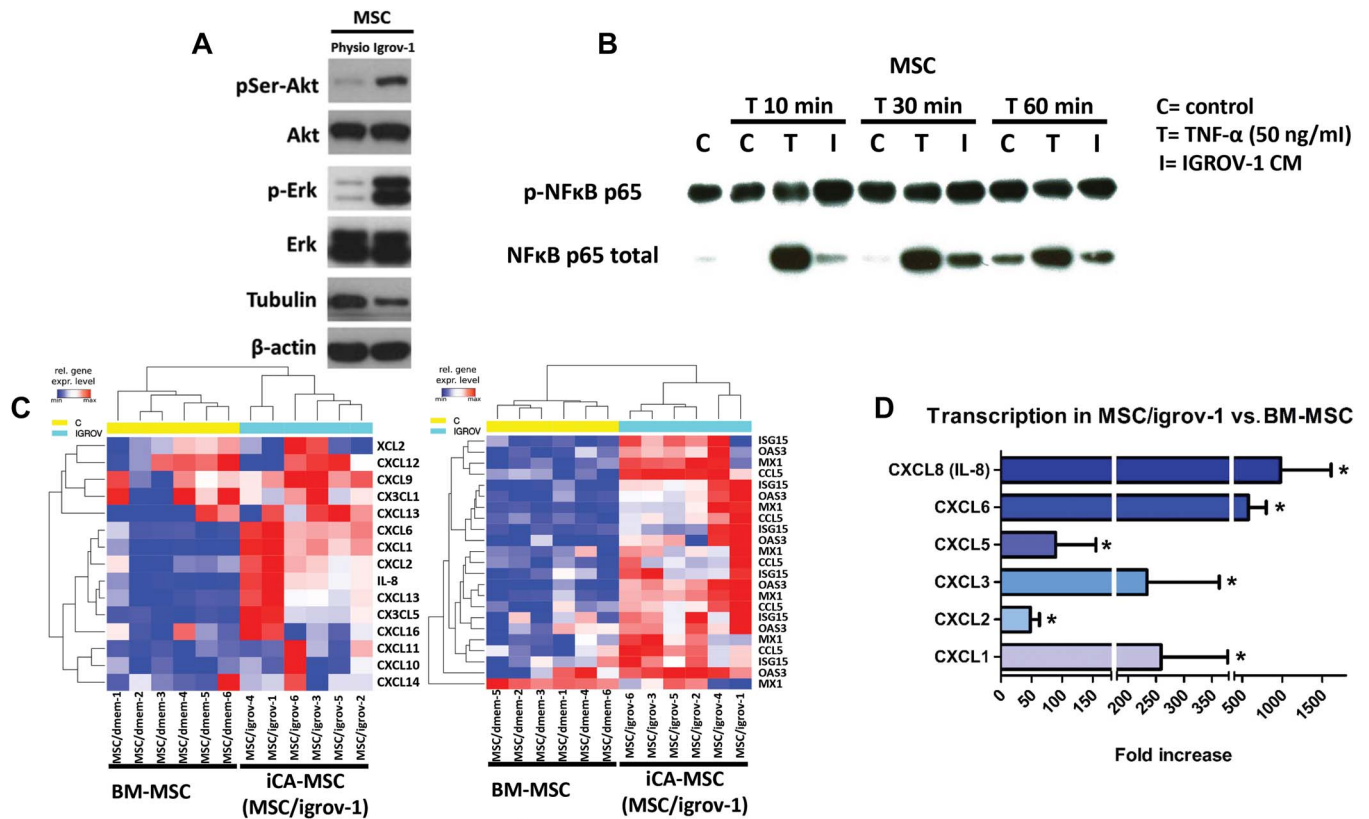 A
MSC
Physio Igrov-1
pSer-Akt
Akt
p-Erk
Erk
Tubulin
β-actin
B
MSC
T 10 min T 30 min T 60 min
C C T I C T I C T I
p-NFκB p65
NFκB p65 total
C= control
T= TNF-α (50 ng/ml)
I= IGROV-1 CM
C
rel. gene
expr. level
min max
C
IGROV
XCL2
CXCL12
CXCL9
CX3CL1
CXCL13
CXCL6
CXCL1
CXCL2
IL-8
CXCL13
CX3CL5
CXCL16
CXCL11
CXCL10
CXCL14
MSC/dmem-1
MSC/dmem-2
MSC/dmem-3
MSC/dmem-4
MSC/dmem-5
MSC/dmem-6
MSC/igrov-4
MSC/igrov-1
MSC/igrov-6
MSC/igrov-3
MSC/igrov-5
MSC/igrov-2
BM-MSC
iCA-MSC
(MSC/igrov-1)
rel. gene
expr. level
min max
C
IGROV
ISG15
OAS3
MX1
CCL5
ISG15
OAS3
MX1
CCL5
ISG15
OAS3
MX1
CCL5
ISG15
OAS3
MX1
CCL5
ISG15
OAS3
MX1
CCL5
ISG15
OAS3
MX1
MSC/dmem-5
MSC/dmem-2
MSC/dmem-3
MSC/dmem-1
MSC/dmem-4
MSC/dmem-6
MSC/igrov-6
MSC/igrov-3
MSC/igrov-5
MSC/igrov-2
MSC/igrov-4
MSC/igrov-1
BM-MSC
iCA-MSC
(MSC/igrov-1)
D
Transcription in MSC/igrov-1 vs. BM-MSC
CXCL8 (IL-8)
*
CXCL6
*
CXCL5
*
CXCL3
*
CXCL2
*
CXCL1
*
0 50 100 150 200 250 300 350 400 500 1000 1500
Fold increase